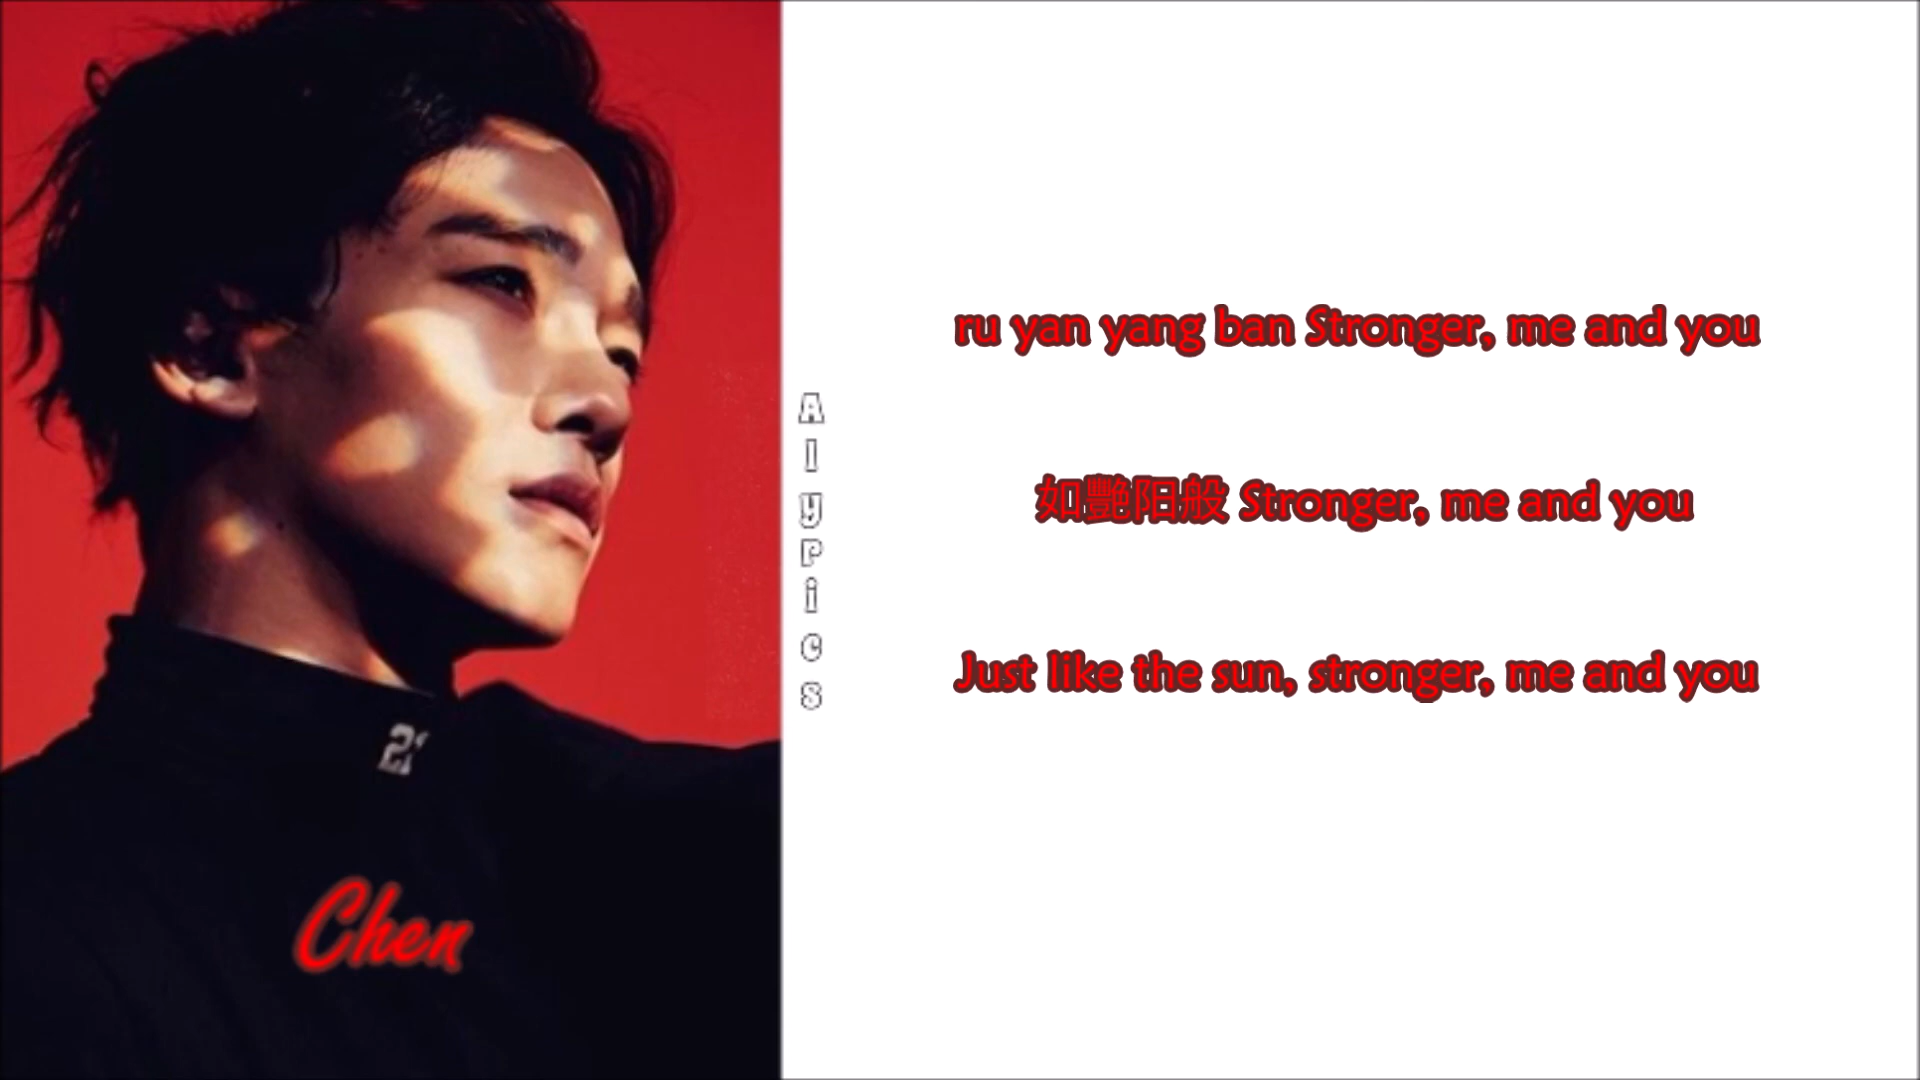 ru yan yang ban Stronger, me and you
如艷阳般 Stronger, me and you
Just like the sun, stronger, me and you
Alypics
Chen